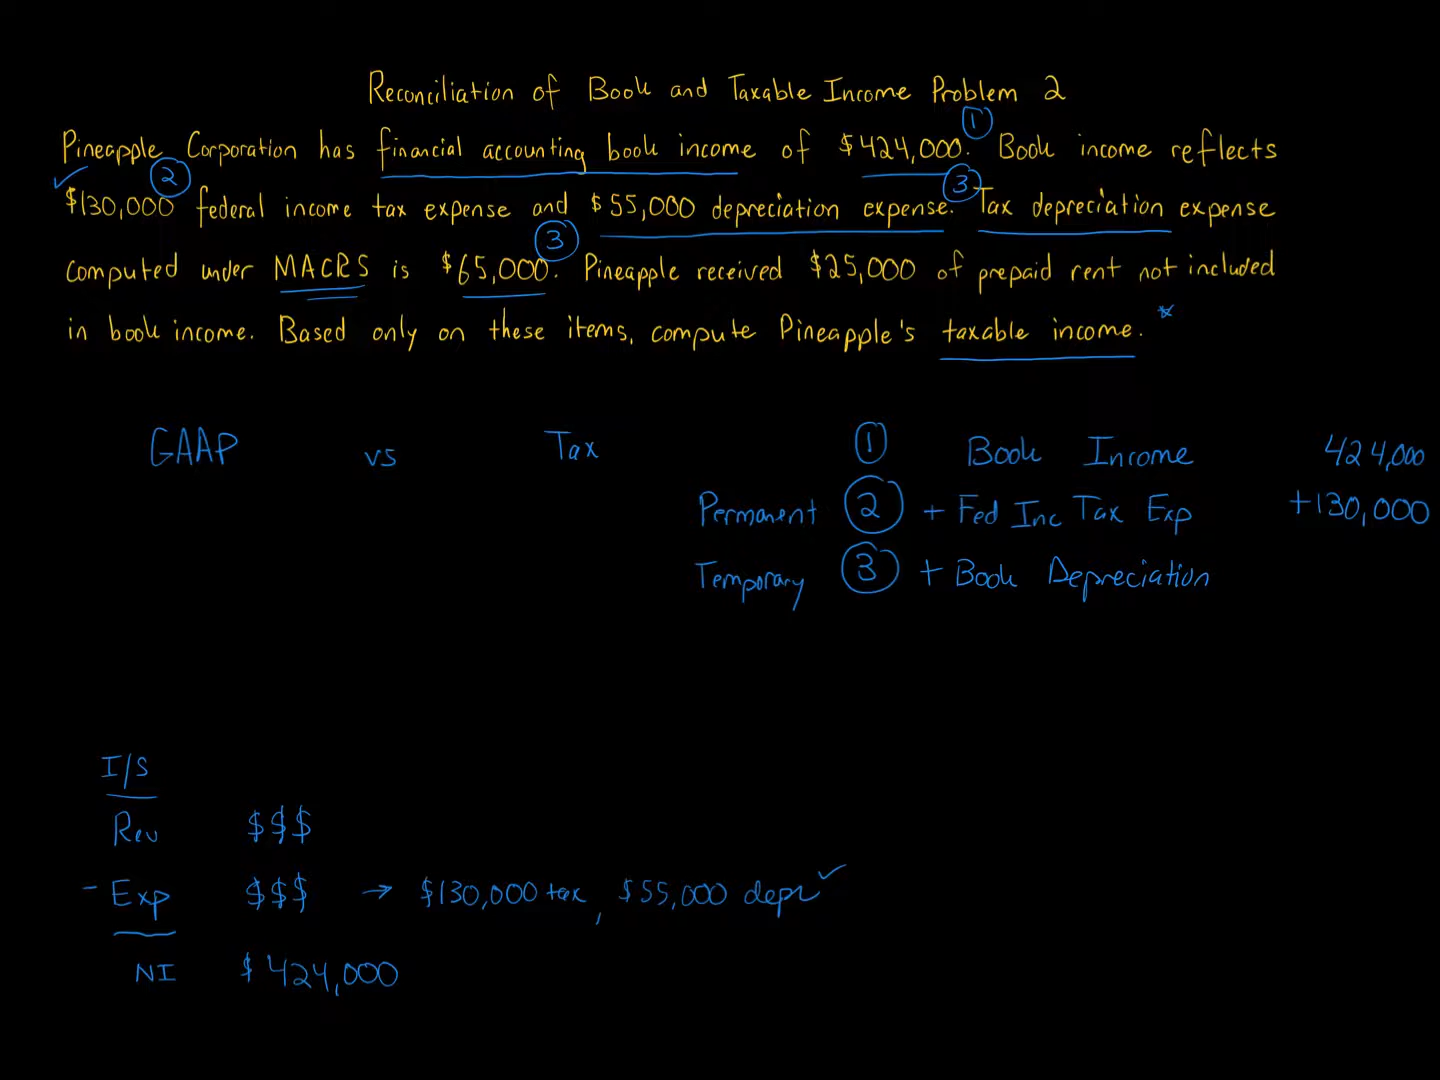 Reconciliation of Book and Taxable Income Problem 2
Pineapple Corporation has financial accounting book income of $424,000. ① Book income reflects
$130,000 ② federal income tax expense and $55,000 depreciation expense. ③ Tax depreciation expense
computed under MACRS is $65,000. ③ Pineapple received $25,000 of prepaid rent not included
in book income. Based only on these items, compute Pineapple's taxable income. *
GAAP vs Tax
① Book Income 424,000
Permanent ② + Fed Inc Tax Exp +130,000
Temporary ③ + Book Depreciation
I/S
Rev $$$
- Exp $$$ → $130,000 tax, $55,000 depr ✓
NI $424,000